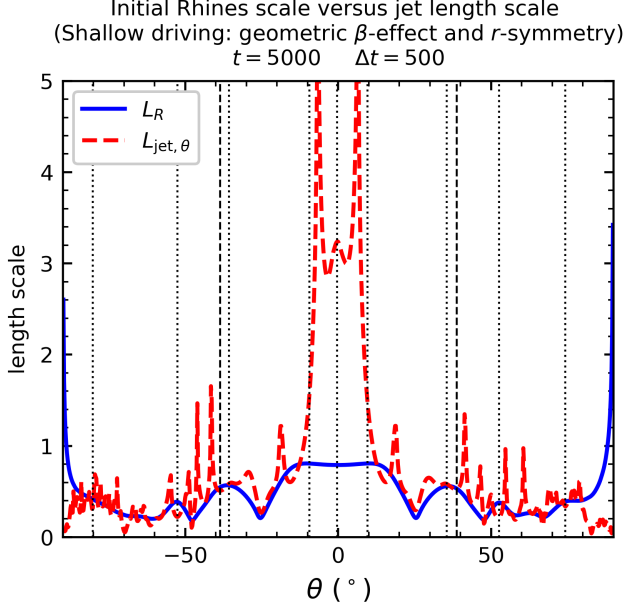 Initial Rhines scale versus jet length scale
(Shallow driving: geometric β-effect and r-symmetry)
t = 5000 Δt = 500
5
4
3
2
1
0
length scale
L_R
L_jet, θ
−50 0 50
θ (°)